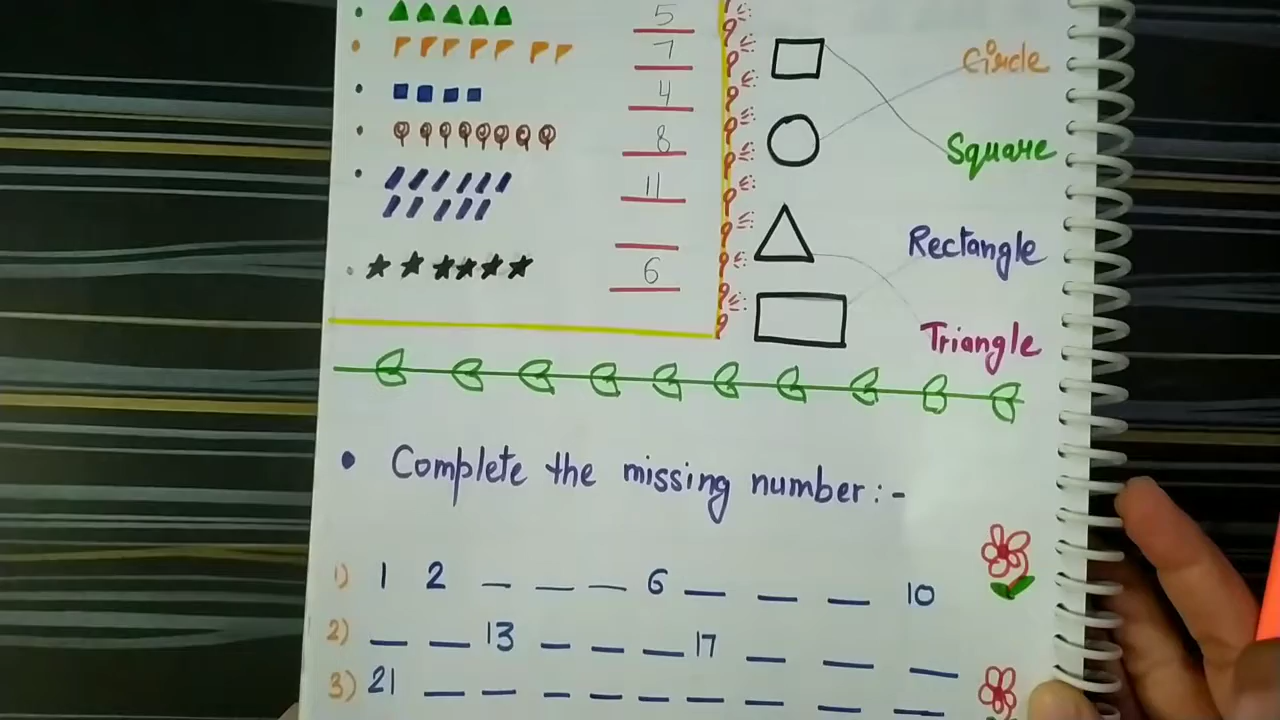 5
7
4
8
11
6
Circle
Square
Rectangle
Triangle
• Complete the missing number:-
1) 1 2 _ _ _ 6 _ _ _ 10
2) _ _ 13 _ _ _ 17 _ _ _
3) 21 _ _ _ _ _ _ _ _ _